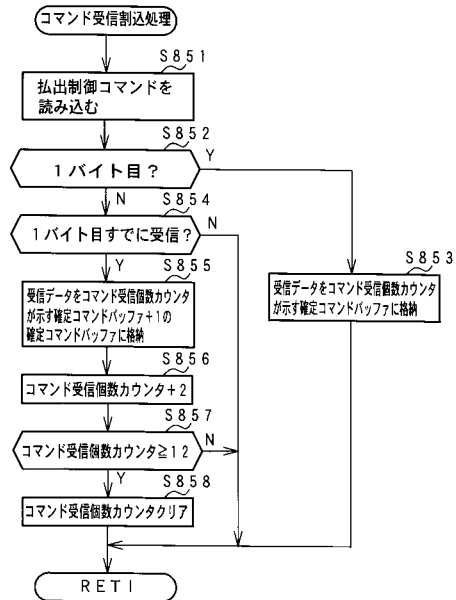 コマンド受信割込処理
S851
払出制御コマンドを
読み込む
S852
1バイト目?
Y
N
S854
1バイト目すでに受信?
N
Y
S853
受信データをコマンド受信個数カウンタ
が示す確定コマンドバッファに格納
S855
受信データをコマンド受信個数カウンタ
が示す確定コマンドバッファ+1の
確定コマンドバッファに格納
S856
コマンド受信個数カウンタ+2
S857
コマンド受信個数カウンタ≧12
N
Y
S858
コマンド受信個数カウンタクリア
RETI